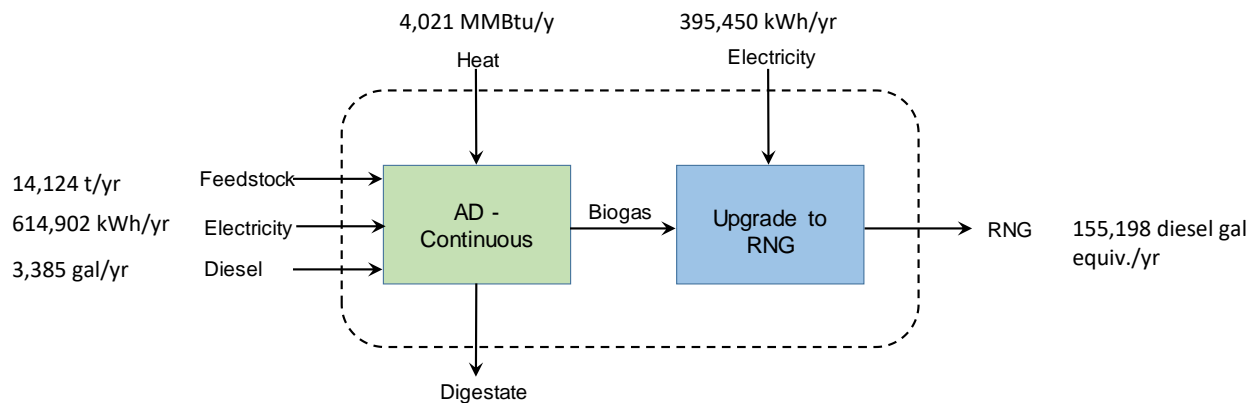 4,021 MMBtu/y
395,450 kWh/yr
Heat
Electricity
14,124 t/yr
Feedstock
614,902 kWh/yr
Electricity
3,385 gal/yr
Diesel
AD -
Continuous
Biogas
Upgrade to
RNG
RNG
155,198 diesel gal
equiv./yr
Digestate